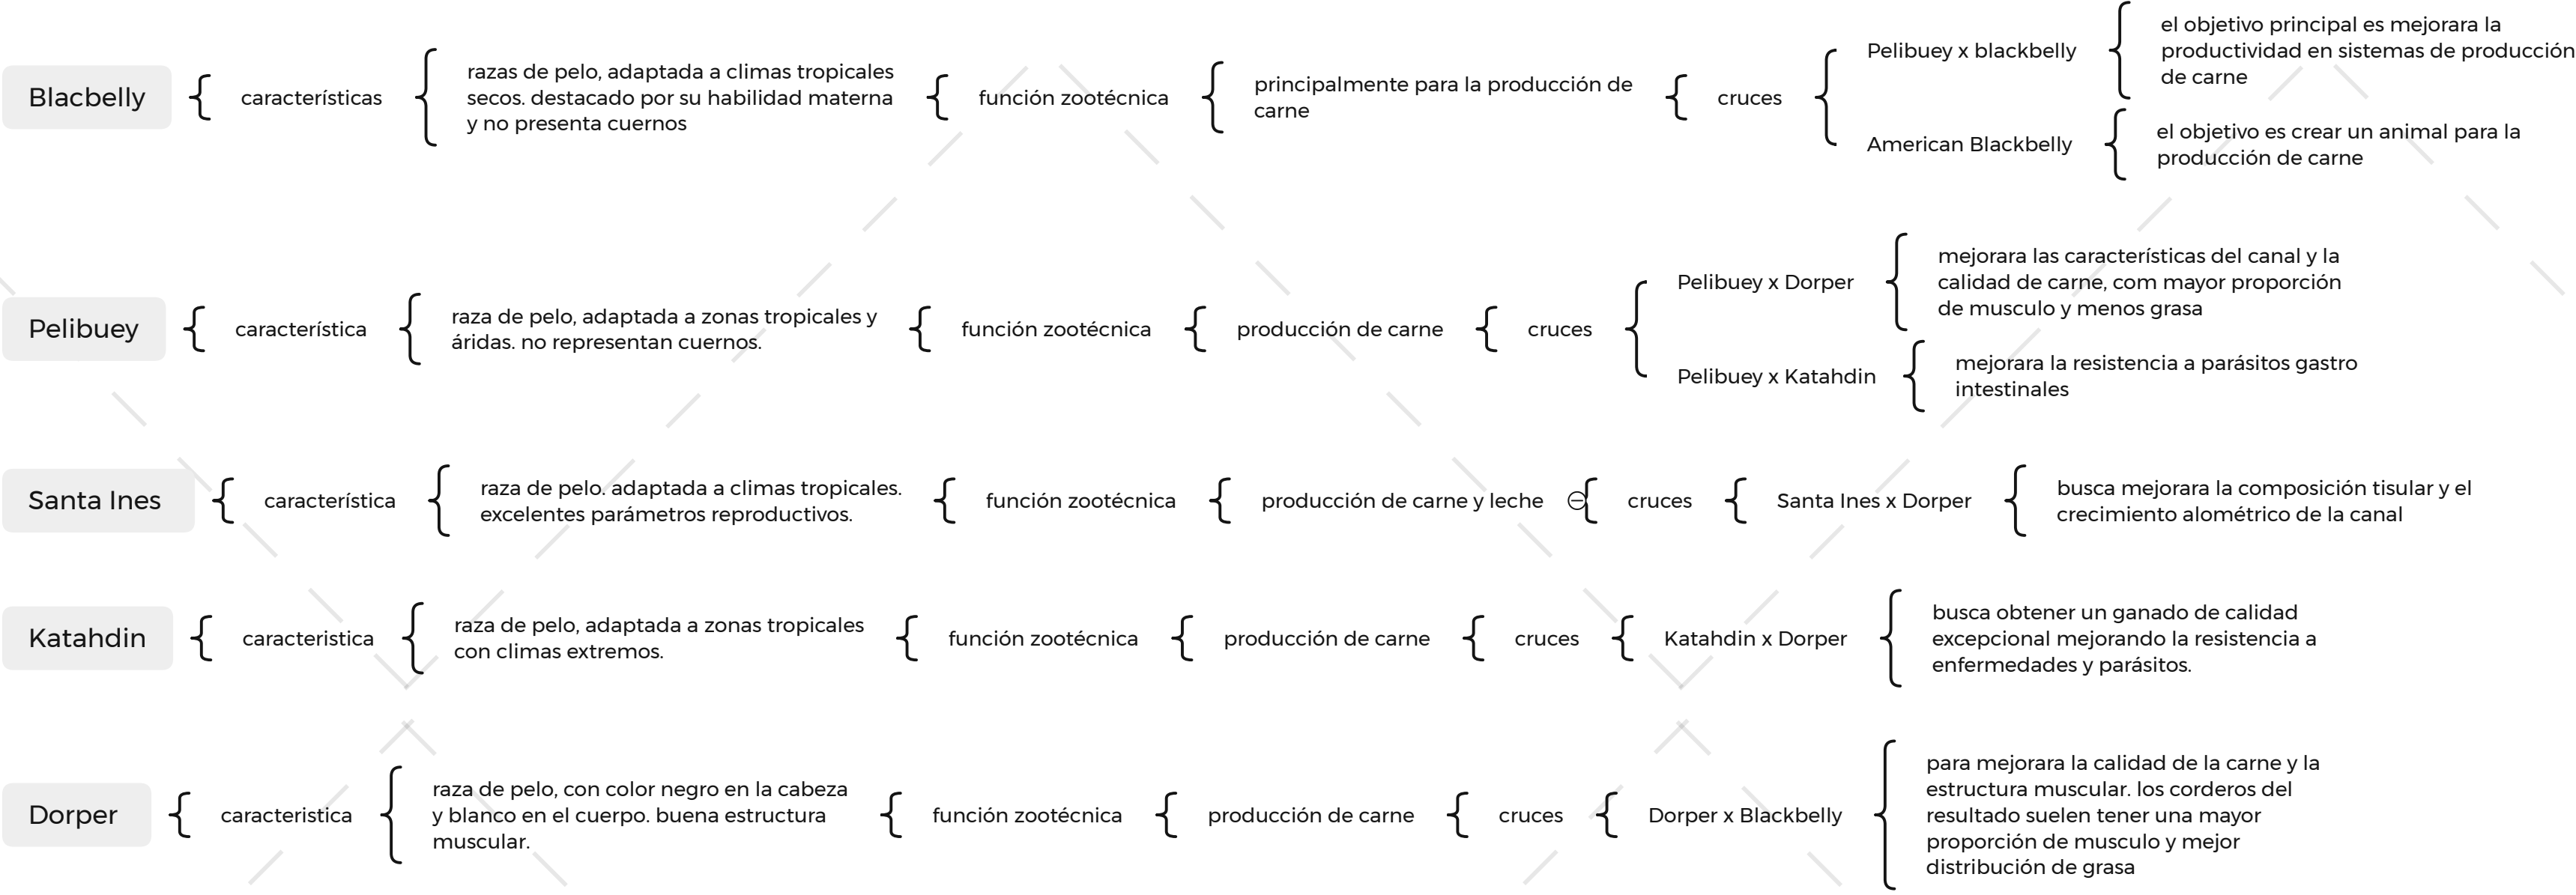 Blacbelly
características
razas de pelo, adaptada a climas tropicales
secos. destacado por su habilidad materna
y no presenta cuernos
función zootécnica
principalmente para la producción de
carne
cruces
Pelibuey x blackbelly
el objetivo principal es mejorara la
productividad en sistemas de producción
de carne
American Blackbelly
el objetivo es crear un animal para la
producción de carne
Pelibuey
característica
raza de pelo, adaptada a zonas tropicales y
áridas. no representan cuernos.
función zootécnica
producción de carne
cruces
Pelibuey x Dorper
mejorara las características del canal y la
calidad de carne, com mayor proporción
de musculo y menos grasa
Pelibuey x Katahdin
mejorara la resistencia a parásitos gastro
intestinales
Santa Ines
característica
raza de pelo. adaptada a climas tropicales.
excelentes parámetros reproductivos.
función zootécnica
producción de carne y leche
cruces
Santa Ines x Dorper
busca mejorara la composición tisular y el
crecimiento alométrico de la canal
Katahdin
caracteristica
raza de pelo, adaptada a zonas tropicales
con climas extremos.
función zootécnica
producción de carne
cruces
Katahdin x Dorper
busca obtener un ganado de calidad
excepcional mejorando la resistencia a
enfermedades y parásitos.
Dorper
caracteristica
raza de pelo, con color negro en la cabeza
y blanco en el cuerpo. buena estructura
muscular.
función zootécnica
producción de carne
cruces
Dorper x Blackbelly
para mejorara la calidad de la carne y la
estructura muscular. los corderos del
resultado suelen tener una mayor
proporción de musculo y mejor
distribución de grasa